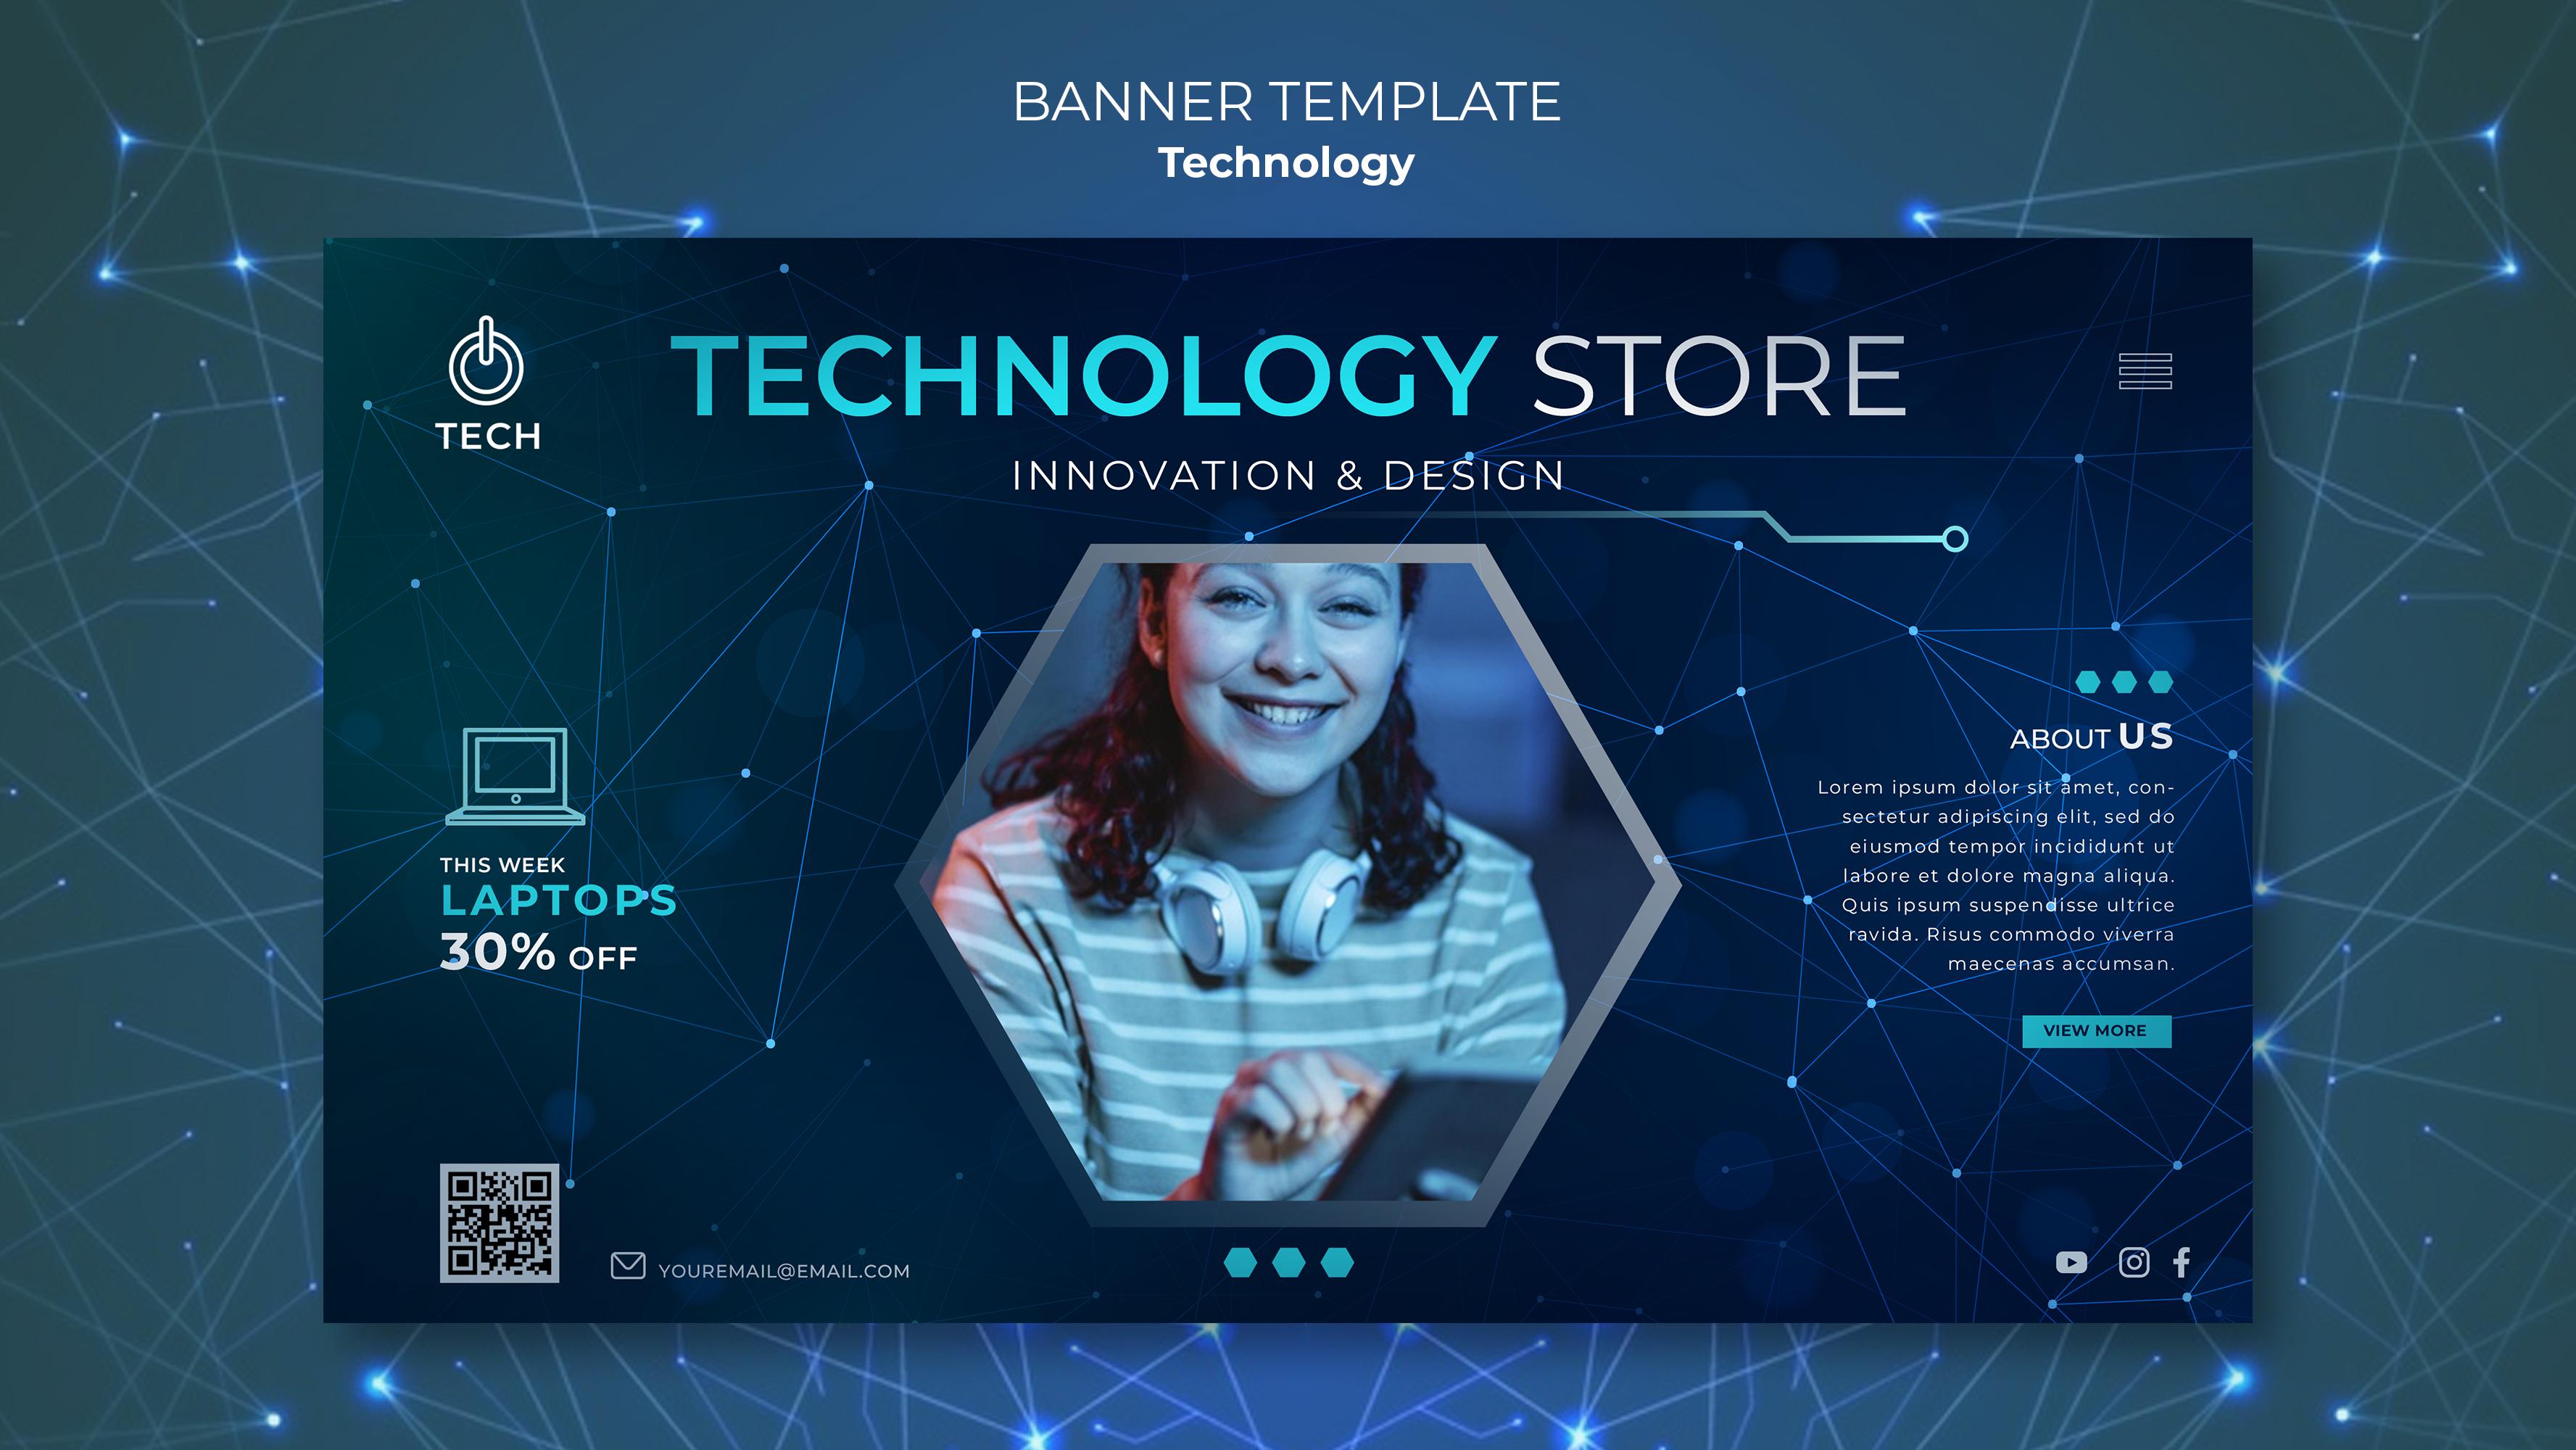 BANNER TEMPLATE
Technology
TECH
TECHNOLOGY STORE
INNOVATION & DESIGN
THIS WEEK
LAPTOPS
30% OFF
ABOUT US
Lorem ipsum dolor sit amet, con-
sectetur adipiscing elit, sed do
eiusmod tempor incididunt ut
labore et dolore magna aliqua.
Quis ipsum suspendisse ultrice
ravida. Risus commodo viverra
maecenas accumsan.
VIEW MORE
YOUREMAIL@EMAIL.COM